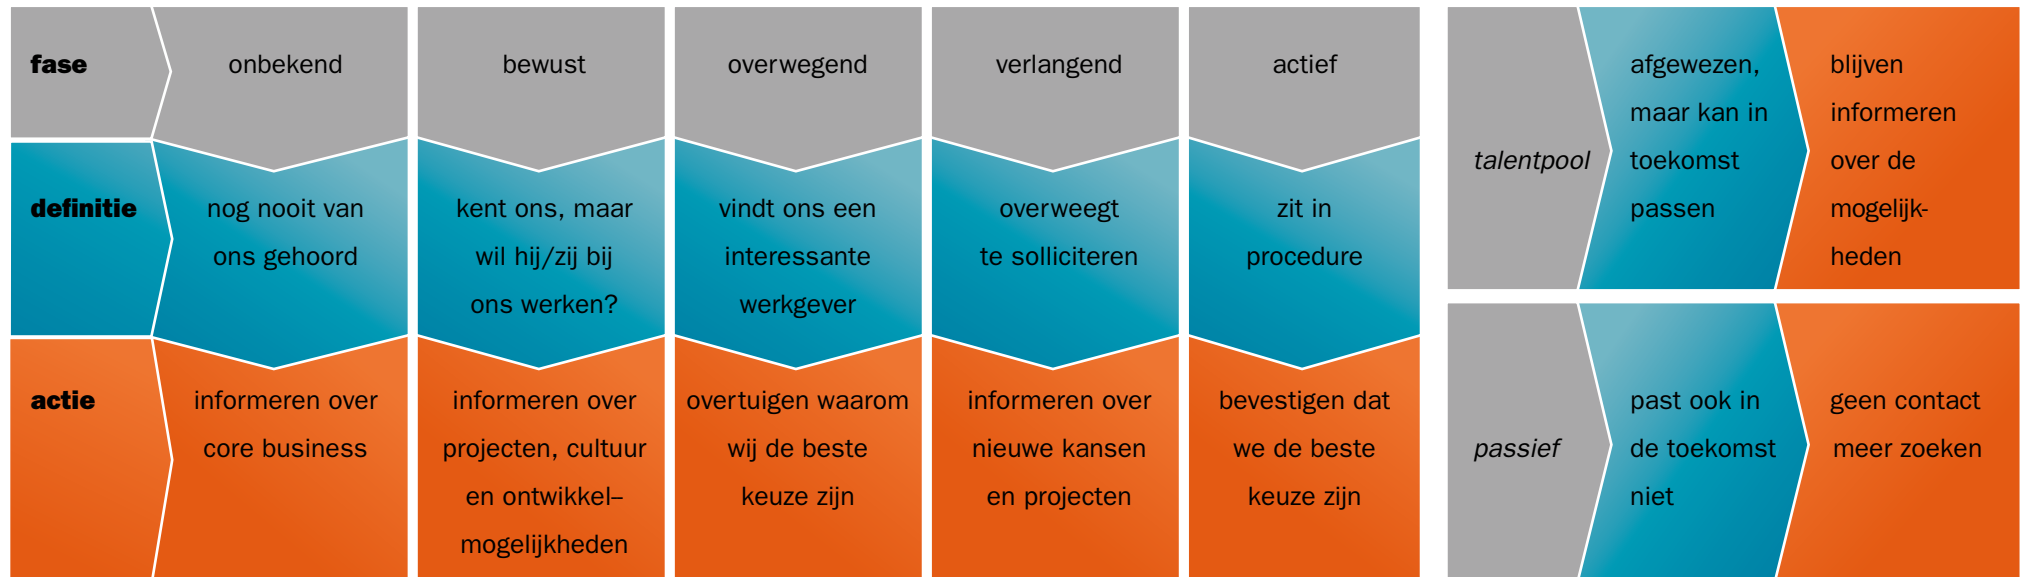 fase
onbekend
bewust
overwegend
verlangend
actief
definitie
nog nooit van
ons gehoord
kent ons, maar
wil hij/zij bij
ons werken?
vindt ons een
interessante
werkgever
overweegt
te solliciteren
zit in
procedure
actie
informeren over
core business
informeren over
projecten, cultuur
en ontwikkel–
mogelijkheden
overtuigen waarom
wij de beste
keuze zijn
informeren over
nieuwe kansen
en projecten
bevestigen dat
we de beste
keuze zijn
talentpool
afgewezen,
maar kan in
toekomst
passen
blijven
informeren
over de
mogelijk-
heden
passief
past ook in
de toekomst
niet
geen contact
meer zoeken